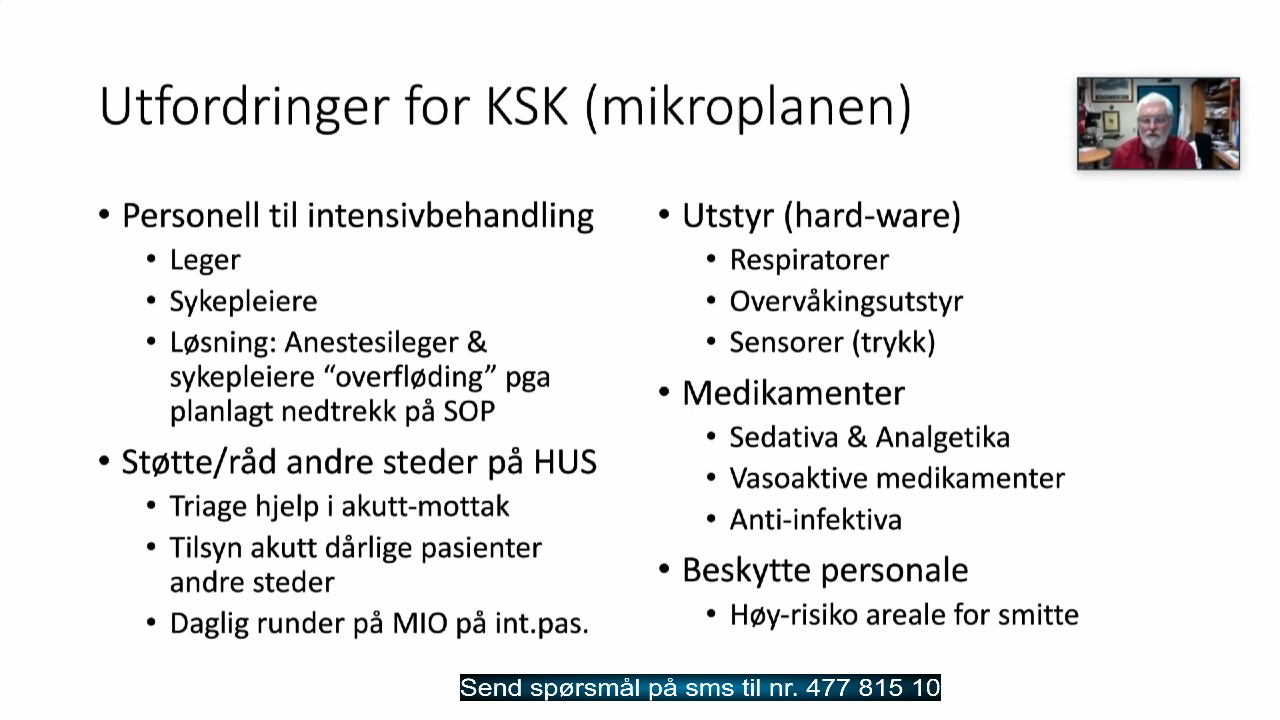 Utfordringer for KSK (mikroplanen)
• Personell til intensivbehandling
• Leger
• Sykepleiere
• Løsning: Anestesileger &
sykepleiere “overfløding” pga
planlagt nedtrekk på SOP
• Støtte/råd andre steder på HUS
• Triage hjelp i akutt-mottak
• Tilsyn akutt dårlige pasienter
andre steder
• Daglig runder på MIO på int.pas.
• Utstyr (hard-ware)
• Respiratorer
• Overvåkingsutstyr
• Sensorer (trykk)
• Medikamenter
• Sedativa & Analgetika
• Vasoaktive medikamenter
• Anti-infektiva
• Beskytte personale
• Høy-risiko areale for smitte
Send spørsmål på sms til nr. 477 815 10